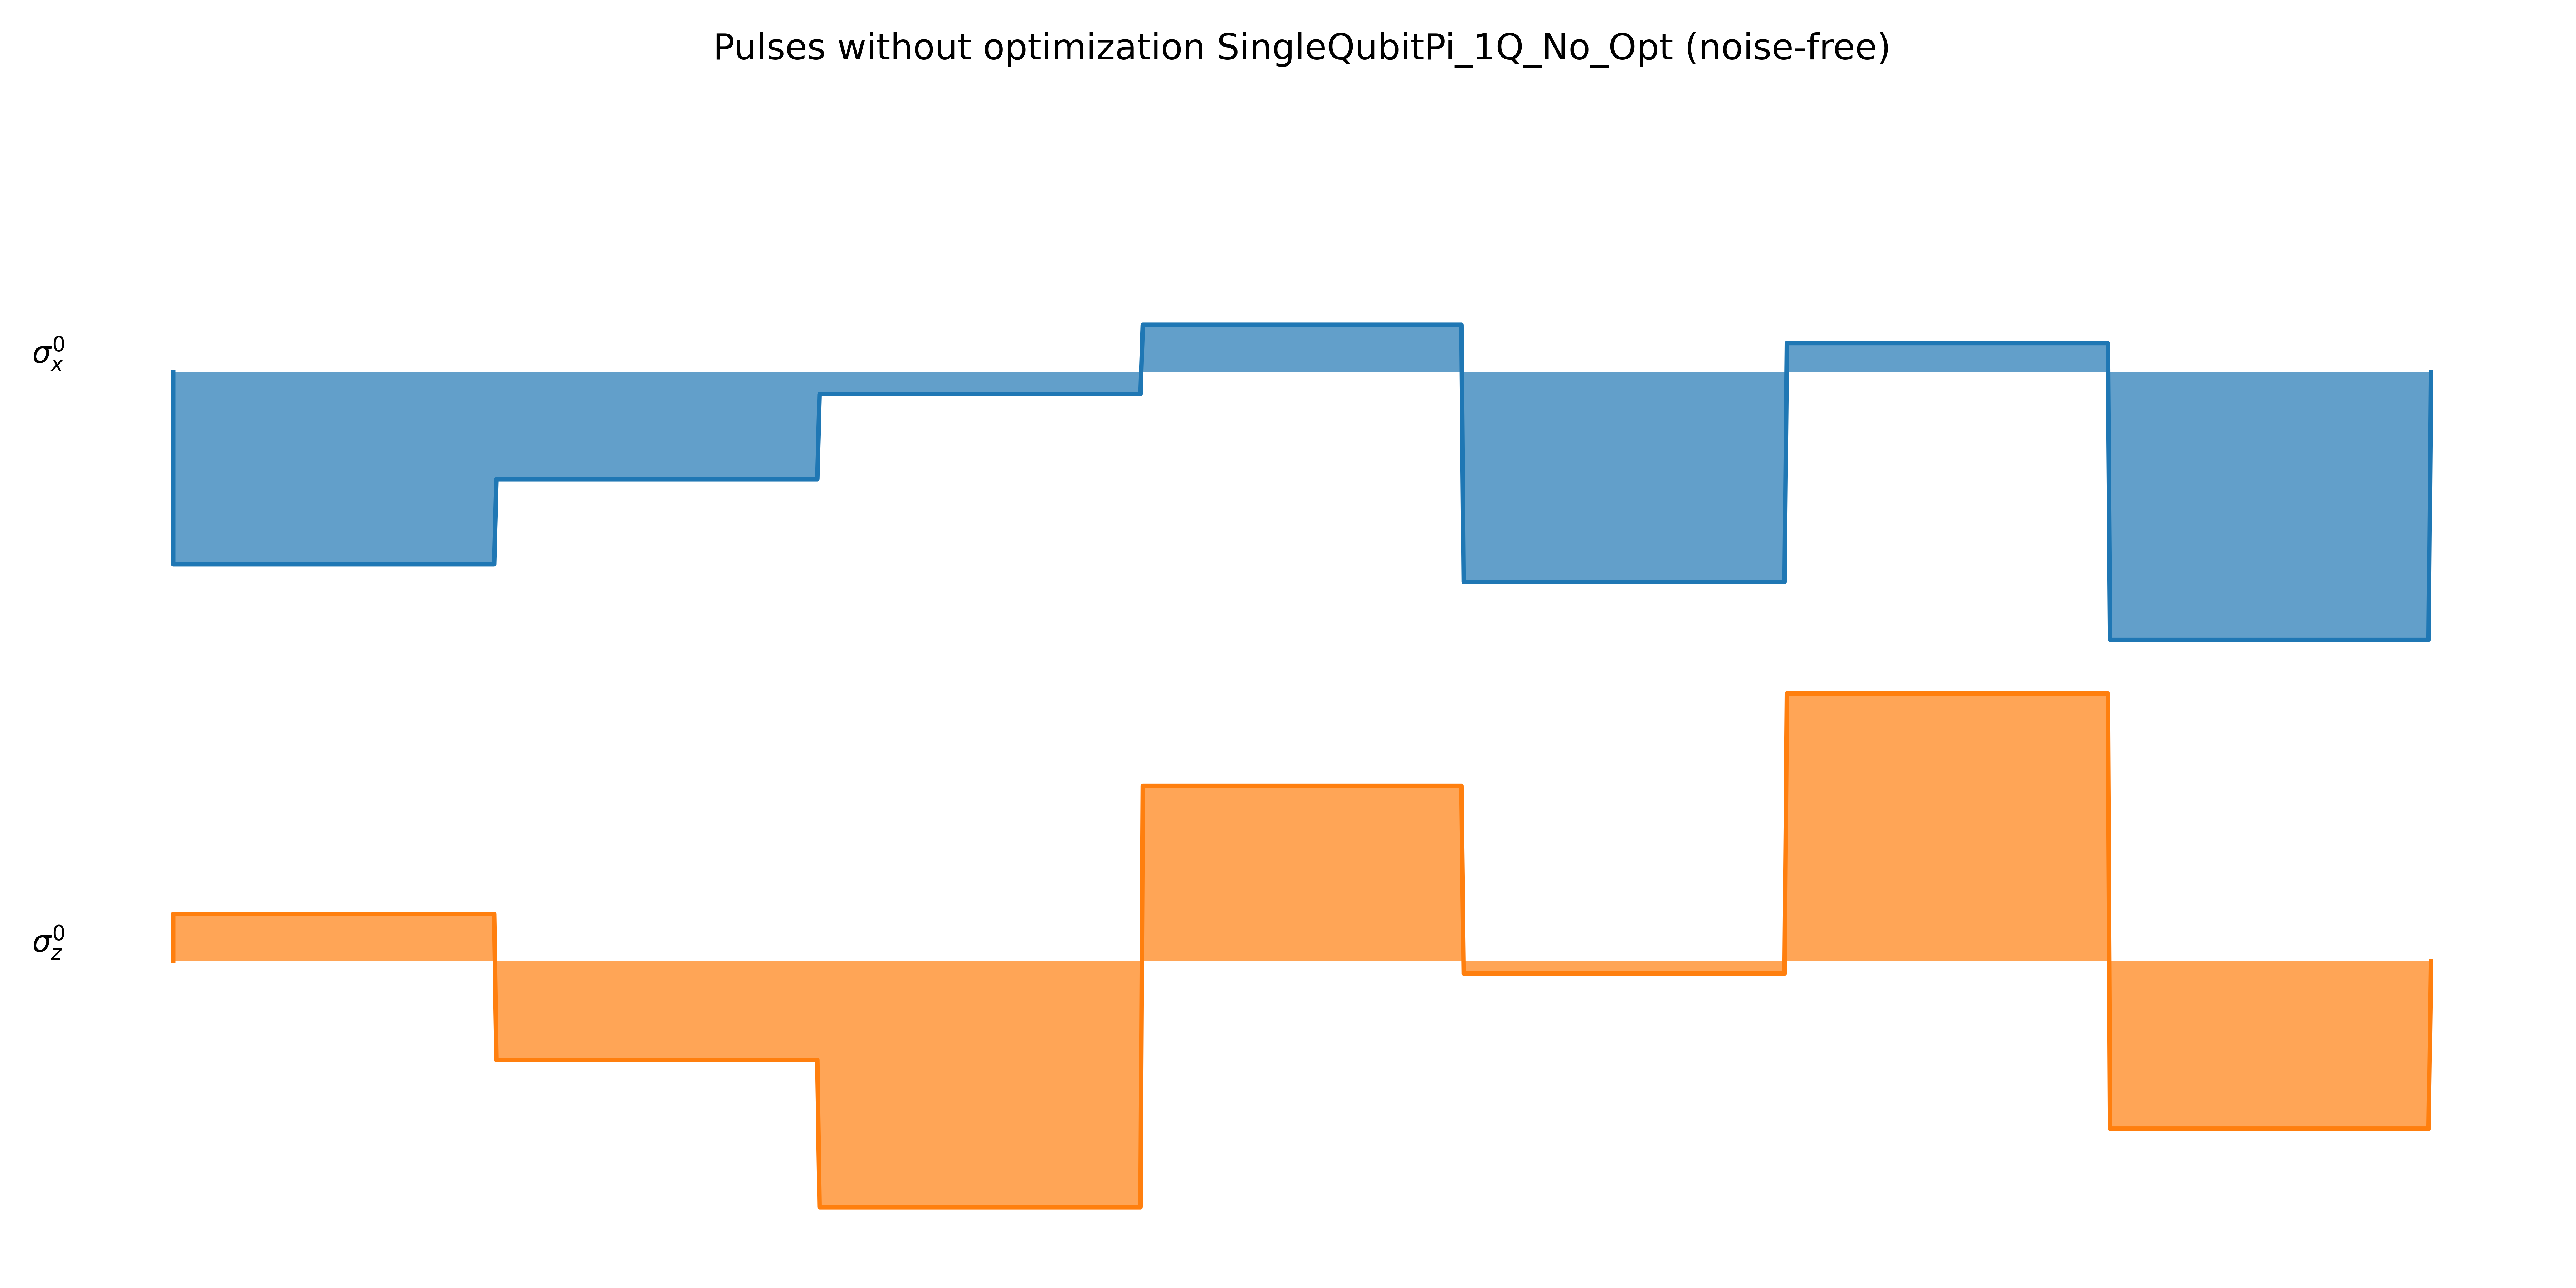 Pulses without optimization SingleQubitPi_1Q_No_Opt (noise-free)
σ_x^0
σ_z^0